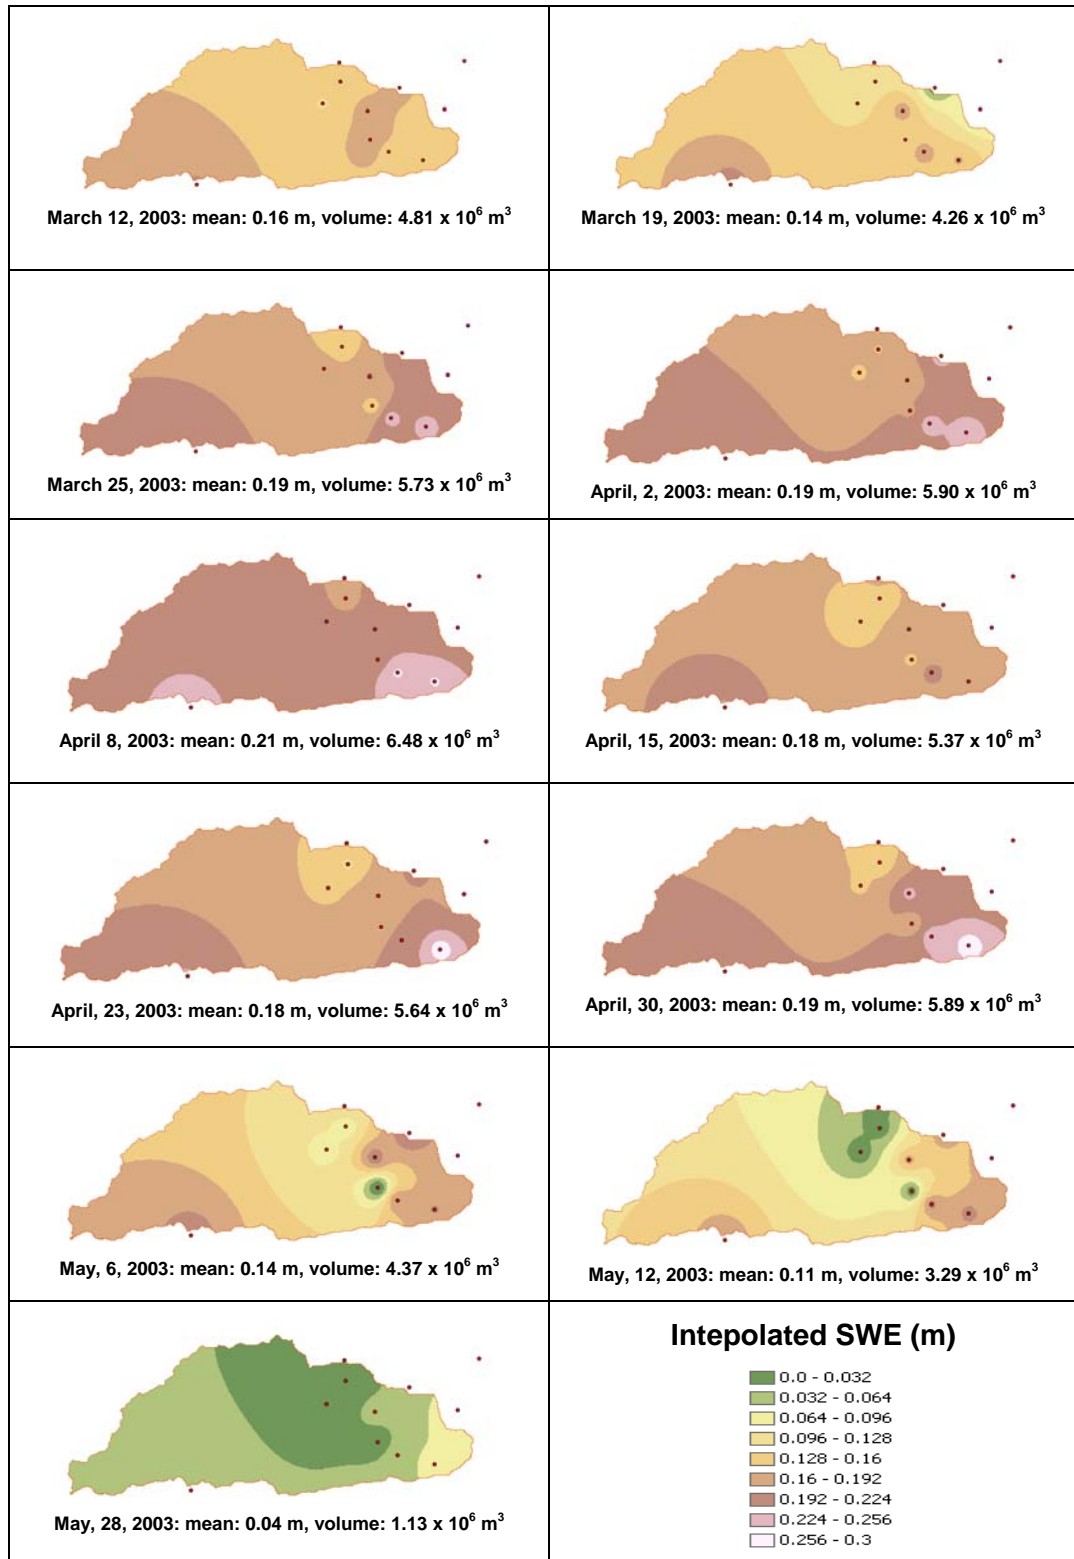 March 12, 2003: mean: 0.16 m, volume: 4.81 x 10⁶ m³
March 19, 2003: mean: 0.14 m, volume: 4.26 x 10⁶ m³
March 25, 2003: mean: 0.19 m, volume: 5.73 x 10⁶ m³
April, 2, 2003: mean: 0.19 m, volume: 5.90 x 10⁶ m³
April 8, 2003: mean: 0.21 m, volume: 6.48 x 10⁶ m³
April, 15, 2003: mean: 0.18 m, volume: 5.37 x 10⁶ m³
April, 23, 2003: mean: 0.18 m, volume: 5.64 x 10⁶ m³
April, 30, 2003: mean: 0.19 m, volume: 5.89 x 10⁶ m³
May, 6, 2003: mean: 0.14 m, volume: 4.37 x 10⁶ m³
May, 12, 2003: mean: 0.11 m, volume: 3.29 x 10⁶ m³
May, 28, 2003: mean: 0.04 m, volume: 1.13 x 10⁶ m³
Intepolated SWE (m)
0.0 - 0.032
0.032 - 0.064
0.064 - 0.096
0.096 - 0.128
0.128 - 0.16
0.16 - 0.192
0.192 - 0.224
0.224 - 0.256
0.256 - 0.3